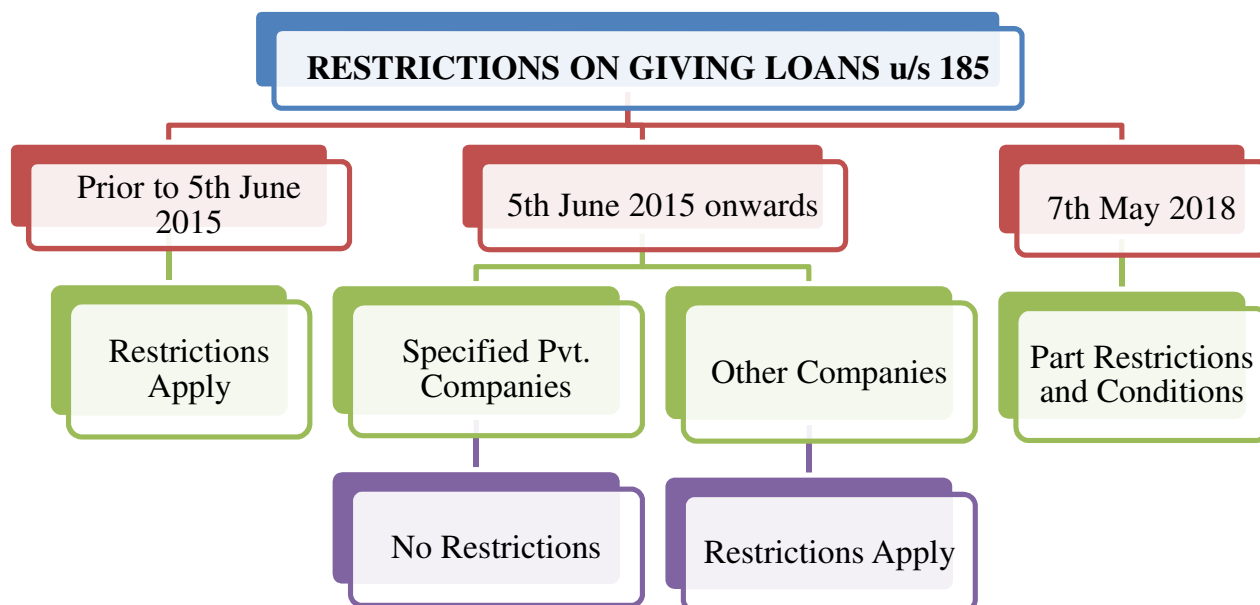 RESTRICTIONS ON GIVING LOANS u/s 185
Prior to 5th June
2015
5th June 2015 onwards
7th May 2018
Restrictions
Apply
Specified Pvt.
Companies
Other Companies
Part Restrictions
and Conditions
No Restrictions
Restrictions Apply